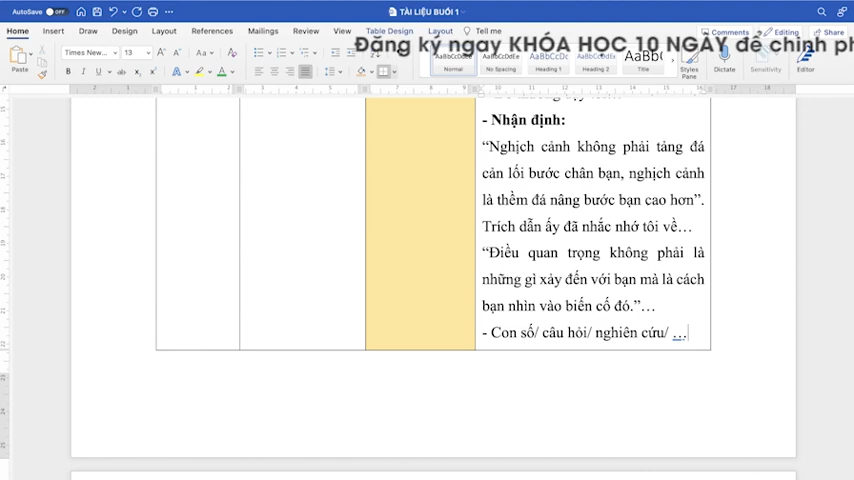 AutoSave OFF TÀI LIỆU BUỔI 1
Home Insert Draw Design Layout References Mailings Review View Table Design Layout Tell me Comments Editing Share
Đăng ký ngay KHÓA HỌC 10 NGÀY để chinh ph
Paste Times New... 13 AaBbCcDdEe AaBbCcDdEe AaBbCcDc AaBbCcDdEe AaBb( Dictate Sensitivity Editor
Normal No Spacing Heading 1 Heading 2 Title Styles Pane
- Nhận định:
“Nghịch cảnh không phải tảng đá
cản lối bước chân bạn, nghịch cảnh
là thềm đá nâng bước bạn cao hơn”.
Trích dẫn ấy đã nhắc nhớ tôi về…
“Điều quan trọng không phải là
những gì xảy đến với bạn mà là cách
bạn nhìn vào biến cố đó.”…
- Con số/ câu hỏi/ nghiên cứu/ …